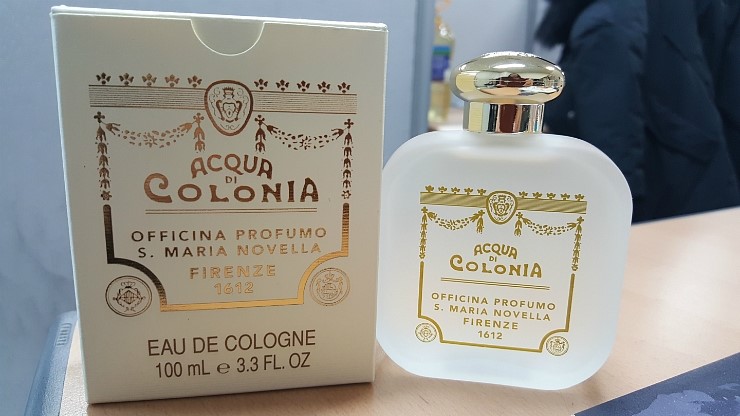 ACQUA
DI
COLONIA
OFFICINA PROFUMO
S. MARIA NOVELLA
FIRENZE
1612
EAU DE COLOGNE
100 mL e 3.3 FL. OZ
ACQUA
DI
COLONIA
OFFICINA PROFUMO
S. MARIA NOVELLA
FIRENZE
1612